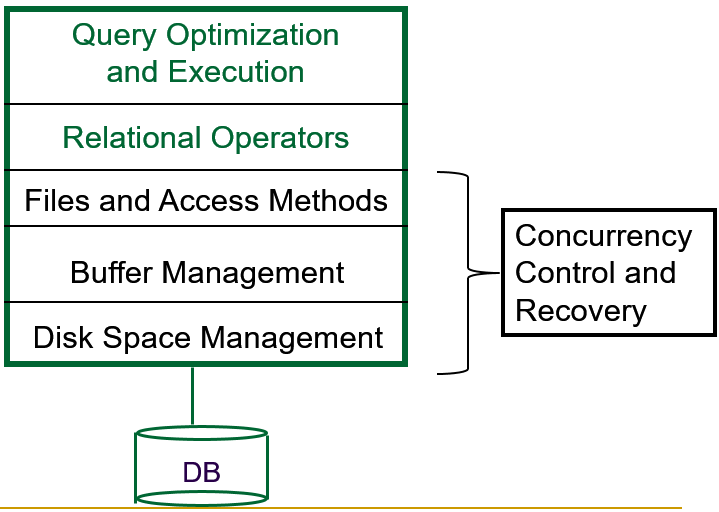 Query Optimization
and Execution
Relational Operators
Files and Access Methods
Buffer Management
Disk Space Management
Concurrency
Control and
Recovery
DB